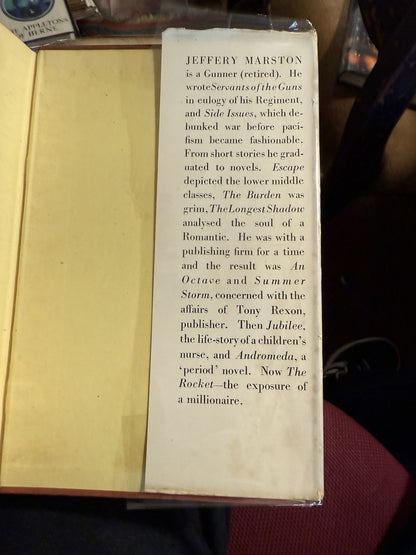 APPLETONS
OF HERNE
JEFFERY MARSTON
is a Gunner (retired). He
wrote Servants of the Guns
in eulogy of his Regiment,
and Side Issues, which de-
bunked war before paci-
fism became fashionable.
From short stories he grad-
uated to novels. Escape
depicted the lower middle
classes, The Burden was
grim, The Longest Shadow
analysed the soul of a
Romantic. He was with a
publishing firm for a time
and the result was An
Octave and Summer
Storm, concerned with the
affairs of Tony Rexon,
publisher. Then Jubilee,
the life-story of a children's
nurse, and Andromeda, a
'period' novel. Now The
Rocket—the exposure of
a millionaire.